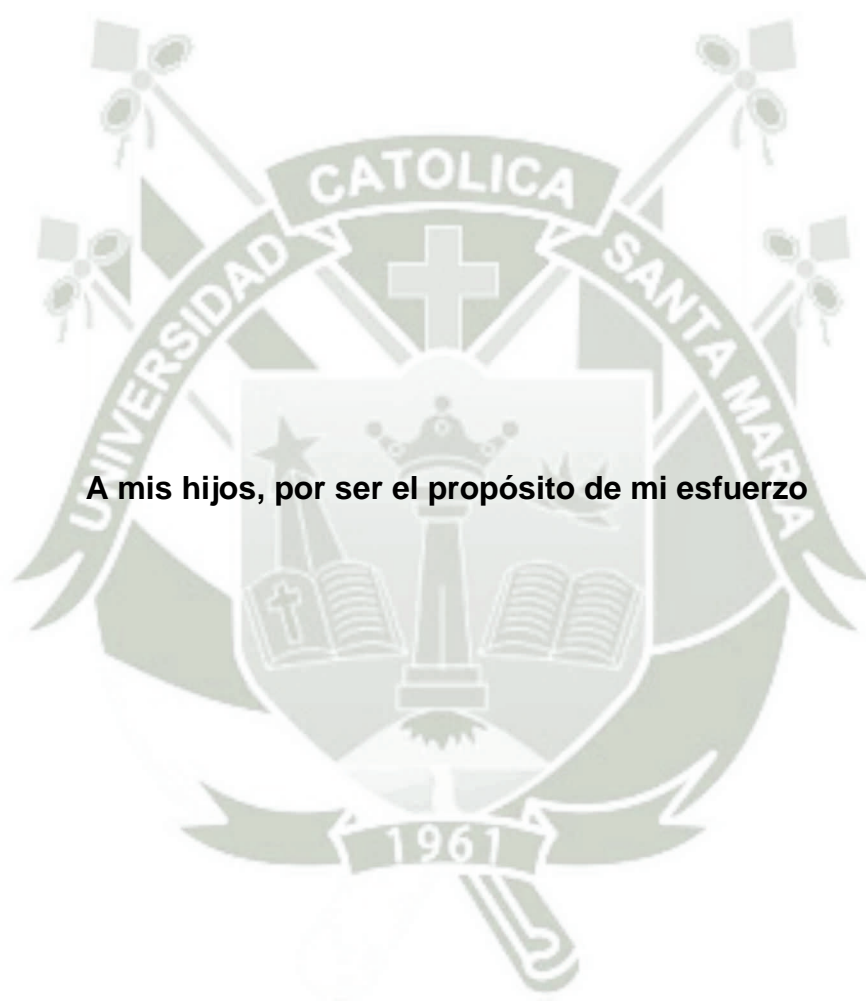 CATOLICA
UNIVERSIDAD
SANTA MARIA
A mis hijos, por ser el propósito de mi esfuerzo
1961